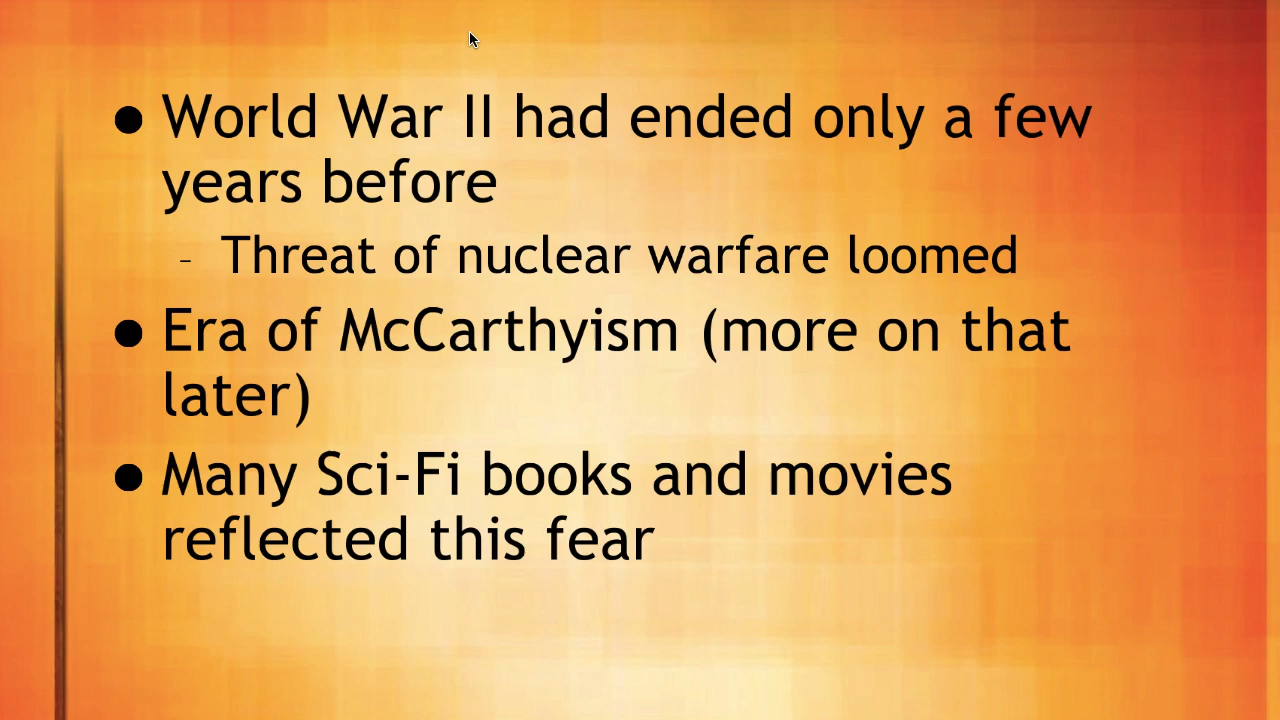 ● World War II had ended only a few
years before
– Threat of nuclear warfare loomed
● Era of McCarthyism (more on that
later)
● Many Sci-Fi books and movies
reflected this fear